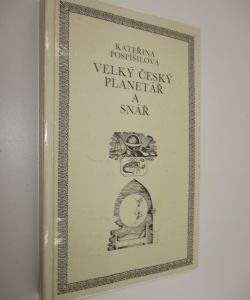 KATEŘINA
POSPÍŠILOVÁ
VELKÝ ČESKÝ
PLANETÁŘ
A
SNÁŘ